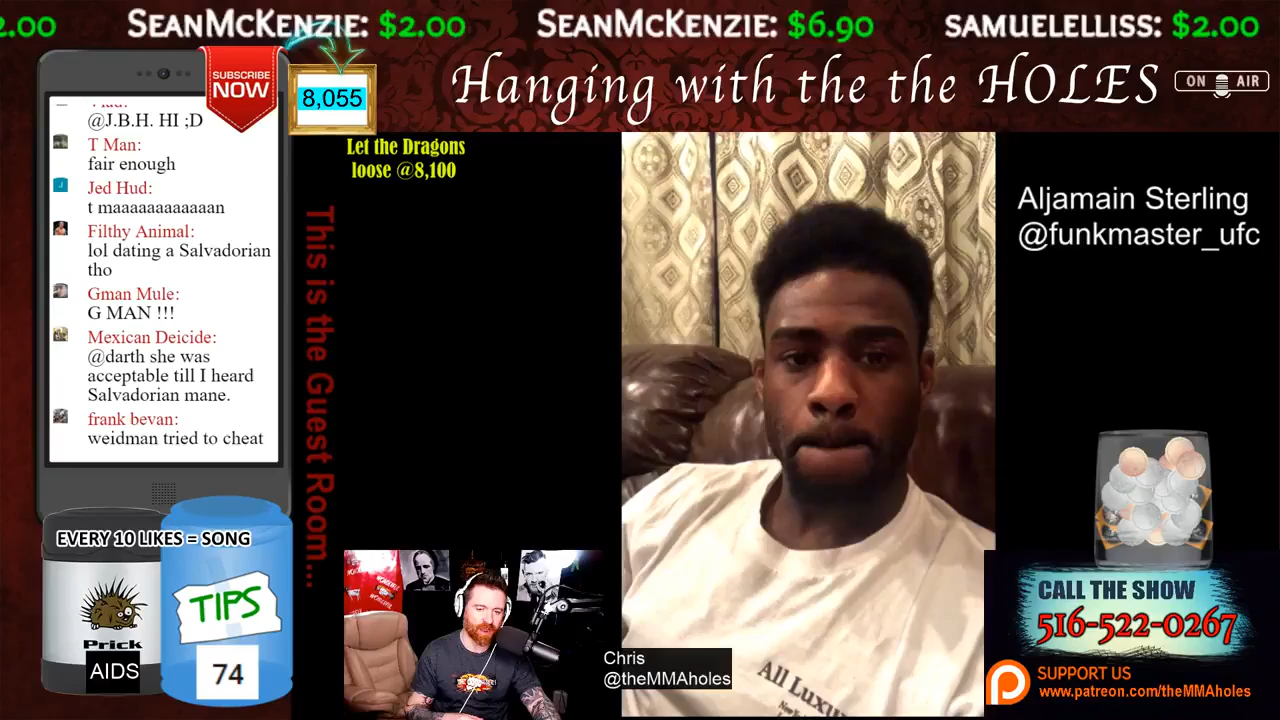 2.00 SEANMCKENZIE: $2.00 SEANMCKENZIE: $6.90 SAMUELELLISS: $2.00
SUBSCRIBE
NOW
8,055
Hanging with the the HOLES
ON AIR
@J.B.H. HI ;D
T Man:
fair enough
Jed Hud:
t maaaaaaaaaaaan
Filthy Animal:
lol dating a Salvadorian
tho
Gman Mule:
G MAN !!!
Mexican Deicide:
@darth she was
acceptable till I heard
Salvadorian mane.
frank bevan:
weidman tried to cheat
Let the Dragons
loose @8,100
This is the Guest Room...
Aljamain Sterling
@funkmaster_ufc
EVERY 10 LIKES = SONG
Prick
AIDS
TIPS
74
Chris
@theMMAholes
All Luxu
CALL THE SHOW
516-522-0267
SUPPORT US
www.patreon.com/theMMAholes